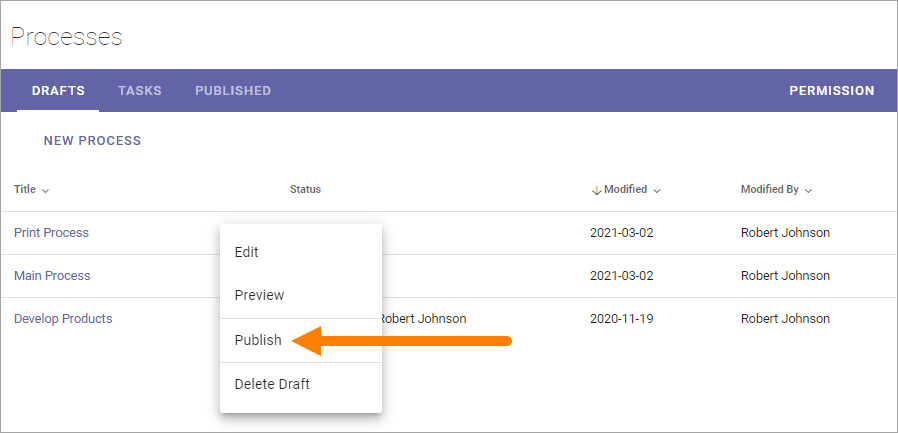 Processes
DRAFTS TASKS PUBLISHED PERMISSION
NEW PROCESS
Title Status Modified Modified By
Print Process 2021-03-02 Robert Johnson
Edit
Main Process 2021-03-02 Robert Johnson
Preview
Develop Products Robert Johnson 2020-11-19 Robert Johnson
Publish
Delete Draft